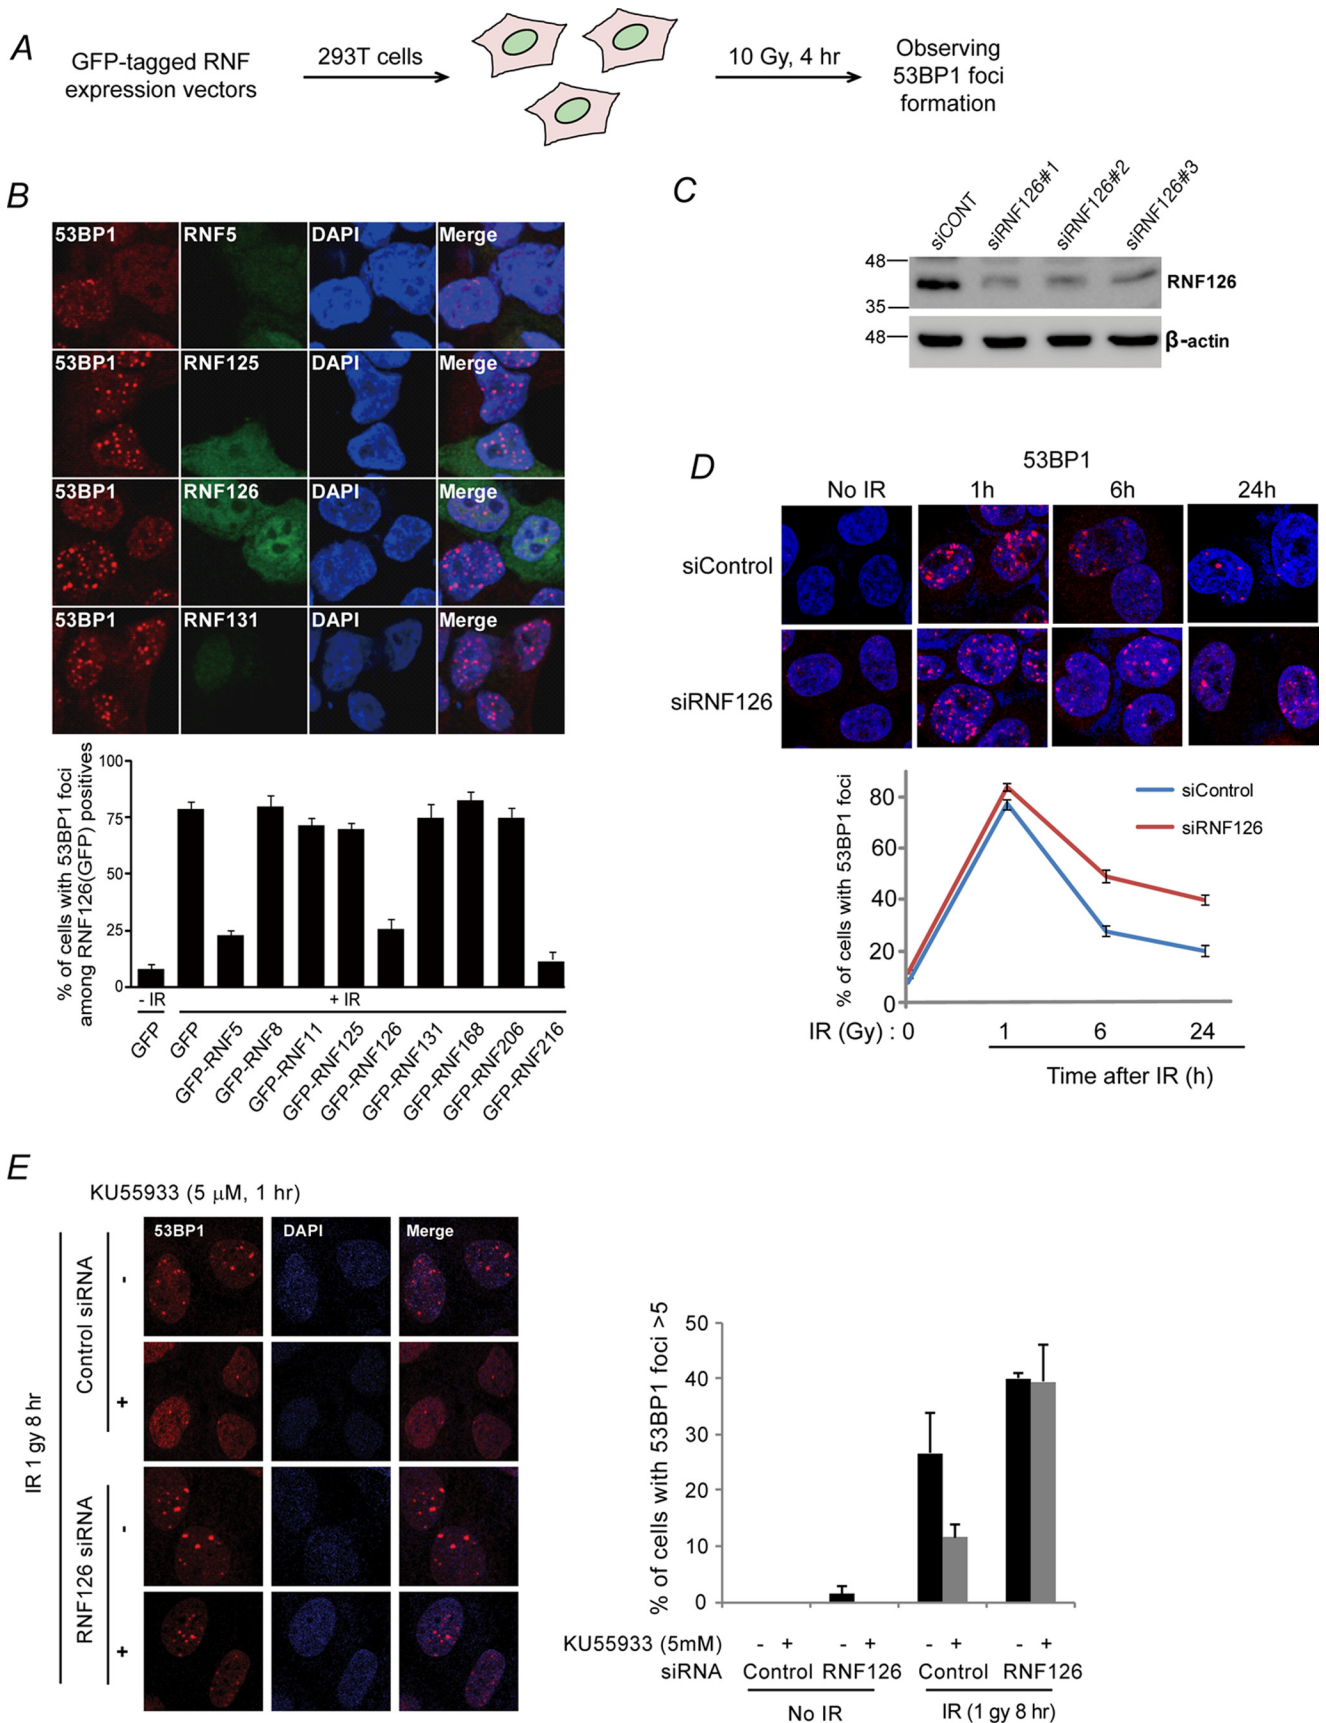 A
GFP-tagged RNF
expression vectors
293T cells
10 Gy, 4 hr
Observing
53BP1 foci
formation
B
53BP1
RNF5
DAPI
Merge
53BP1
RNF125
DAPI
Merge
53BP1
RNF126
DAPI
Merge
53BP1
RNF131
DAPI
Merge
% of cells with 53BP1 foci
among RNF126(GFP) positives
100
75
50
25
0
- IR
+ IR
GFP
GFP
GFP-RNF5
GFP-RNF8
GFP-RNF11
GFP-RNF125
GFP-RNF126
GFP-RNF131
GFP-RNF168
GFP-RNF206
GFP-RNF216
C
siCONT
siRNF126#1
siRNF126#2
siRNF126#3
48
35
RNF126
48
β-actin
D
53BP1
No IR
1h
6h
24h
siControl
siRNF126
% of cells with 53BP1 foci
80
60
40
20
0
siControl
siRNF126
IR (Gy) : 0
1
6
24
Time after IR (h)
E
KU55933 (5 μM, 1 hr)
53BP1
DAPI
Merge
IR 1 gy 8 hr
Control siRNA
-
+
RNF126 siRNA
-
+
% of cells with 53BP1 foci >5
50
40
30
20
10
0
KU55933 (5mM) - + - + - + - +
siRNA Control RNF126 Control RNF126
No IR
IR (1 gy 8 hr)